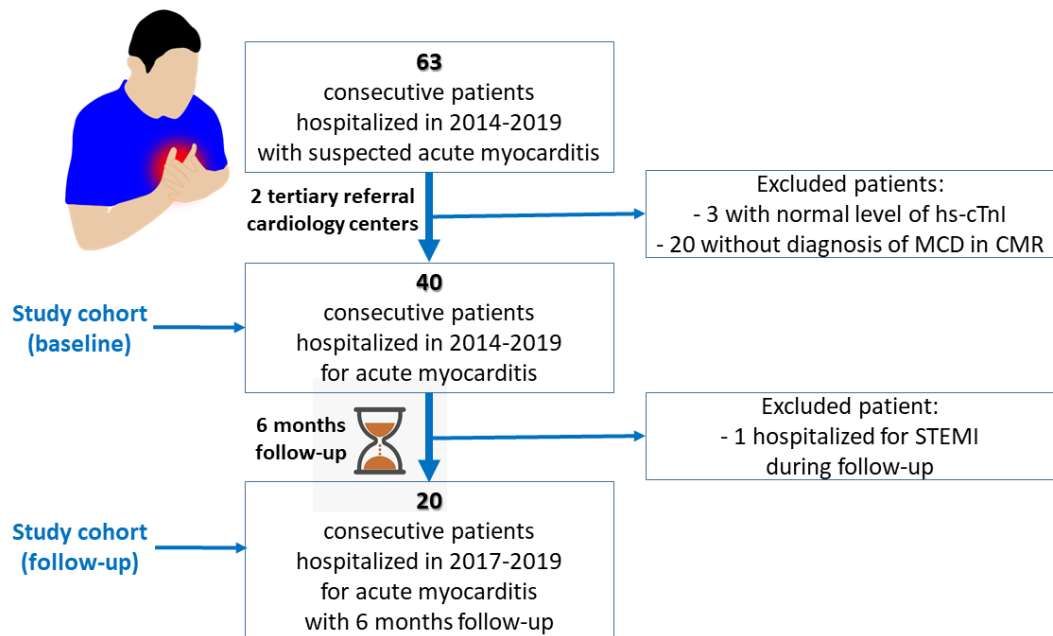 63
consecutive patients
hospitalized in 2014-2019
with suspected acute myocarditis
2 tertiary referral
cardiology centers
Excluded patients:
- 3 with normal level of hs-cTnI
- 20 without diagnosis of MCD in CMR
Study cohort
(baseline)
40
consecutive patients
hospitalized in 2014-2019
for acute myocarditis
6 months
follow-up
Excluded patient:
- 1 hospitalized for STEMI
during follow-up
Study cohort
(follow-up)
20
consecutive patients
hospitalized in 2017-2019
for acute myocarditis
with 6 months follow-up